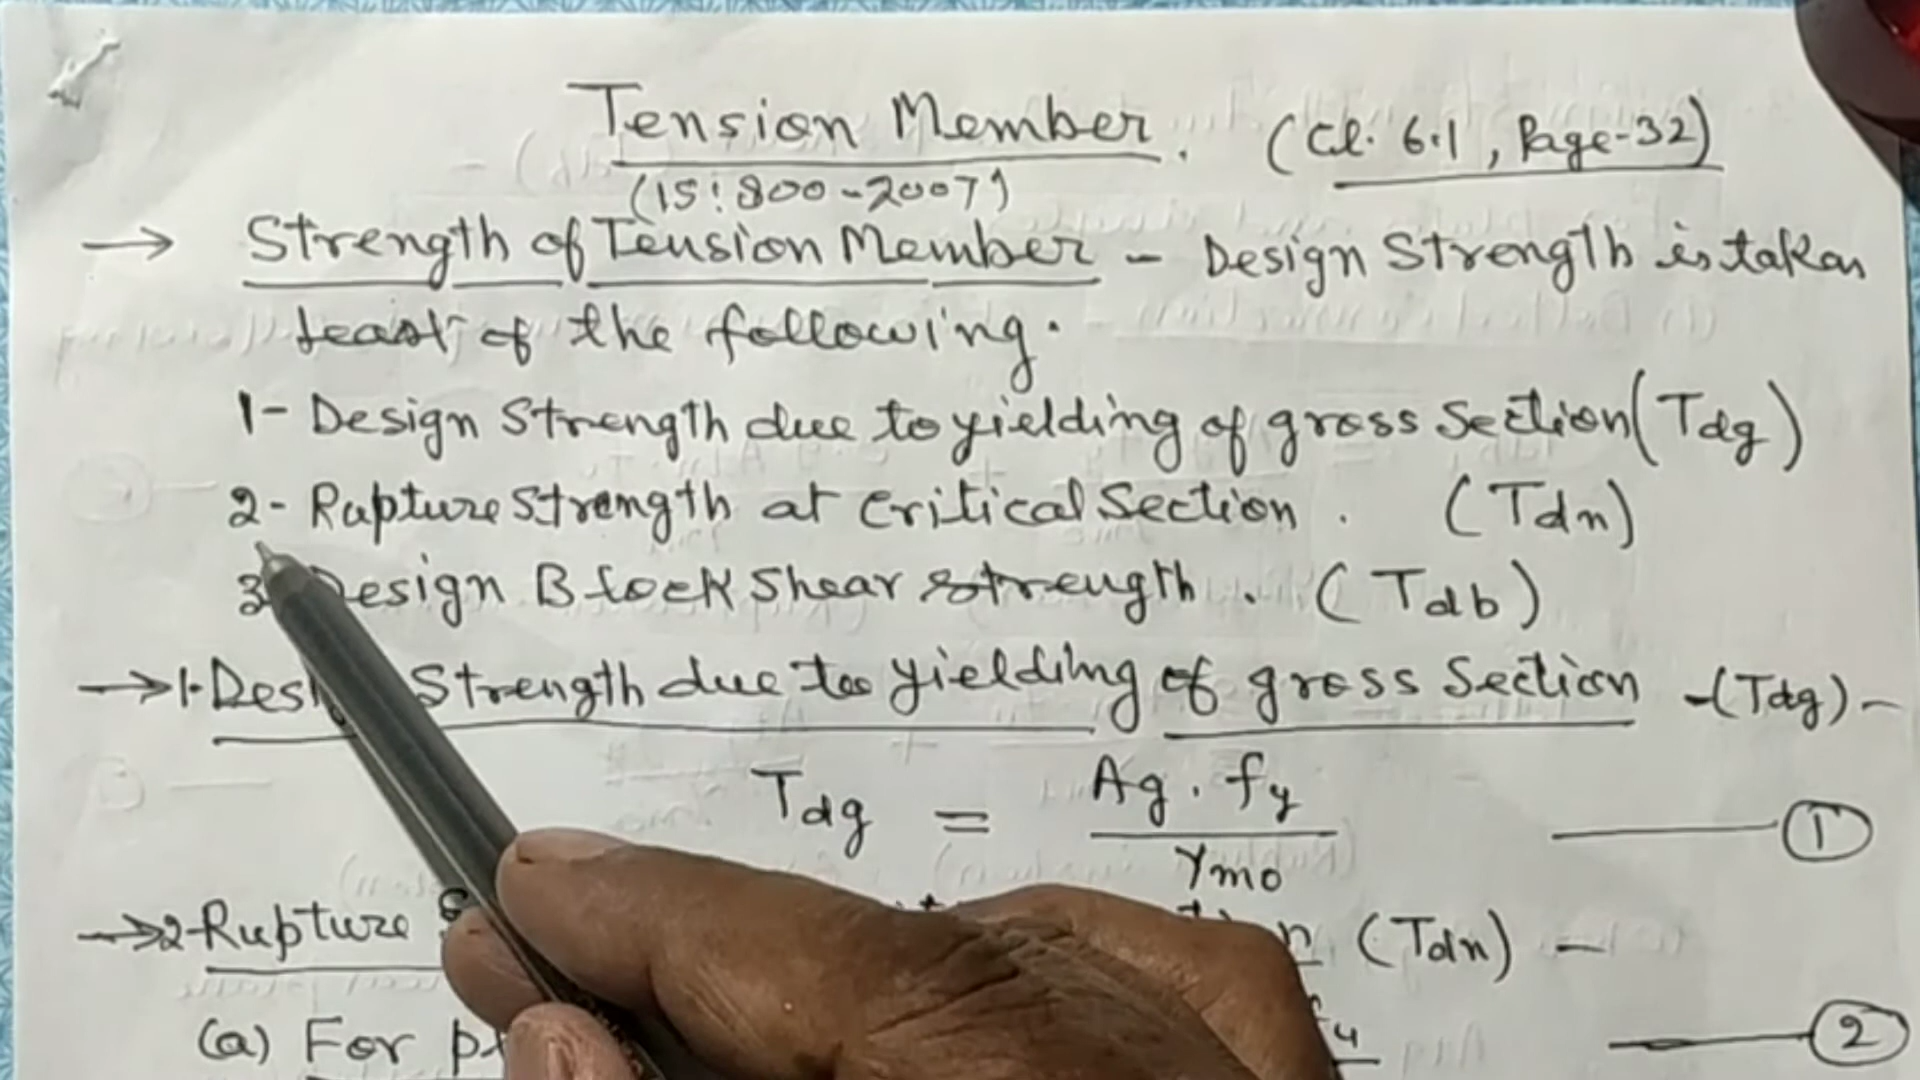 Tension Member. (Cl. 6.1, Page-32)
(IS: 800-2007)
→ Strength of Tension Member - Design Strength is taken
least of the following.
1- Design Strength due to yielding of gross Section (Tdg)
2- Rupture Strength at Critical Section. (Tdn)
3- Design Block Shear Strength. (Tdb)
→ 1. Design Strength due to yielding of gross Section - (Tdg) -
Tdg = Ag . fy / γm0 ——— ①
→ 2- Rupture (Tdn) -
(a) For ——— ②